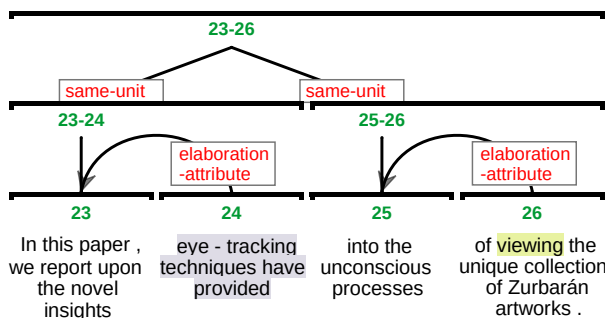 23-26
same-unit
same-unit
23-24
25-26
elaboration
-attribute
elaboration
-attribute
23
24
25
26
In this paper ,
we report upon
the novel
insights
eye - tracking
techniques have
provided
into the
unconscious
processes
of viewing the
unique collection
of Zurbarán
artworks .